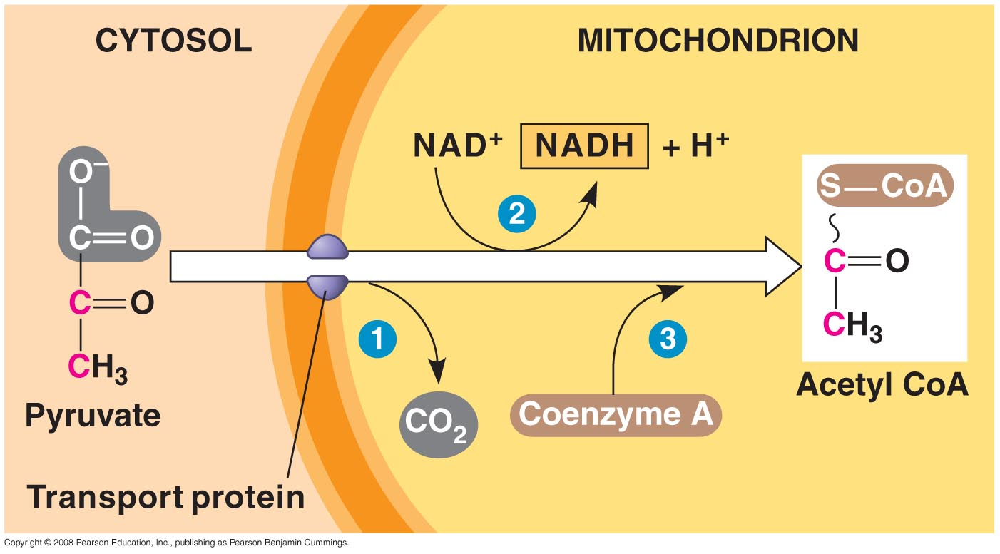 CYTOSOL
MITOCHONDRION
NAD⁺ NADH + H⁺
O⁻
C=O
C=O
CH₃
Pyruvate
Transport protein
2
1
3
CO₂
Coenzyme A
S—CoA
C=O
CH₃
Acetyl CoA
Copyright © 2008 Pearson Education, Inc., publishing as Pearson Benjamin Cummings.